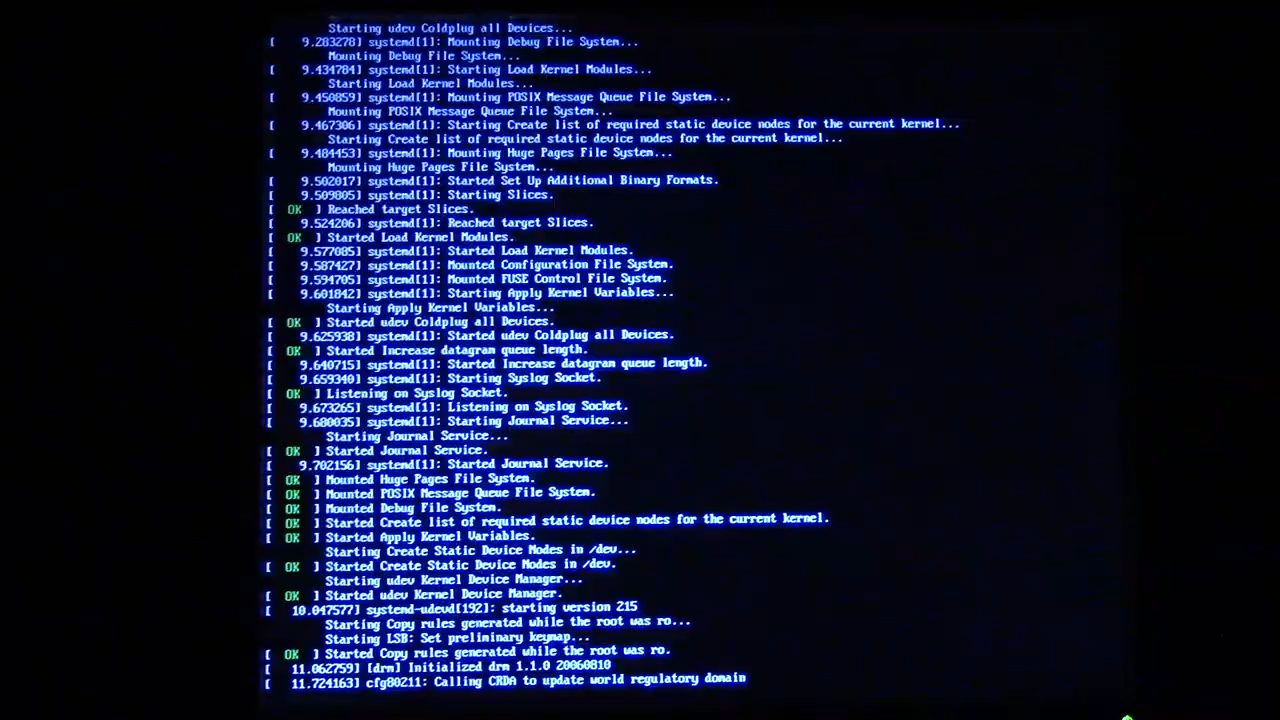 Starting udev Coldplug all Devices...
[    9.283278] systemd[1]: Mounting Debug File System...
Mounting Debug File System...
[    9.434784] systemd[1]: Starting Load Kernel Modules...
Starting Load Kernel Modules...
[    9.450859] systemd[1]: Mounting POSIX Message Queue File System...
Mounting POSIX Message Queue File System...
[    9.467306] systemd[1]: Starting Create list of required static device nodes for the current kernel...
Starting Create list of required static device nodes for the current kernel...
[    9.484453] systemd[1]: Mounting Huge Pages File System...
Mounting Huge Pages File System...
[    9.502017] systemd[1]: Started Set Up Additional Binary Formats.
[    9.509805] systemd[1]: Starting Slices.
[  OK  ] Reached target Slices.
[    9.524206] systemd[1]: Reached target Slices.
[  OK  ] Started Load Kernel Modules.
[    9.577085] systemd[1]: Started Load Kernel Modules.
[    9.587427] systemd[1]: Mounted Configuration File System.
[    9.594705] systemd[1]: Mounted FUSE Control File System.
[    9.601842] systemd[1]: Starting Apply Kernel Variables...
Starting Apply Kernel Variables...
[  OK  ] Started udev Coldplug all Devices.
[    9.625938] systemd[1]: Started udev Coldplug all Devices.
[  OK  ] Started Increase datagram queue length.
[    9.640715] systemd[1]: Started Increase datagram queue length.
[    9.659340] systemd[1]: Starting Syslog Socket.
[  OK  ] Listening on Syslog Socket.
[    9.673265] systemd[1]: Listening on Syslog Socket.
[    9.680035] systemd[1]: Starting Journal Service...
Starting Journal Service...
[  OK  ] Started Journal Service.
[    9.702156] systemd[1]: Started Journal Service.
[  OK  ] Mounted Huge Pages File System.
[  OK  ] Mounted POSIX Message Queue File System.
[  OK  ] Mounted Debug File System.
[  OK  ] Started Create list of required static device nodes for the current kernel.
[  OK  ] Started Apply Kernel Variables.
Starting Create Static Device Nodes in /dev...
[  OK  ] Started Create Static Device Nodes in /dev.
Starting udev Kernel Device Manager...
[  OK  ] Started udev Kernel Device Manager.
[   10.047577] systemd-udevd[192]: starting version 215
Starting Copy rules generated while the root was ro...
Starting LSB: Set preliminary keymap...
[  OK  ] Started Copy rules generated while the root was ro.
[   11.062759] [drm] Initialized drm 1.1.0 20060810
[   11.724163] cfg80211: Calling CRDA to update world regulatory domain